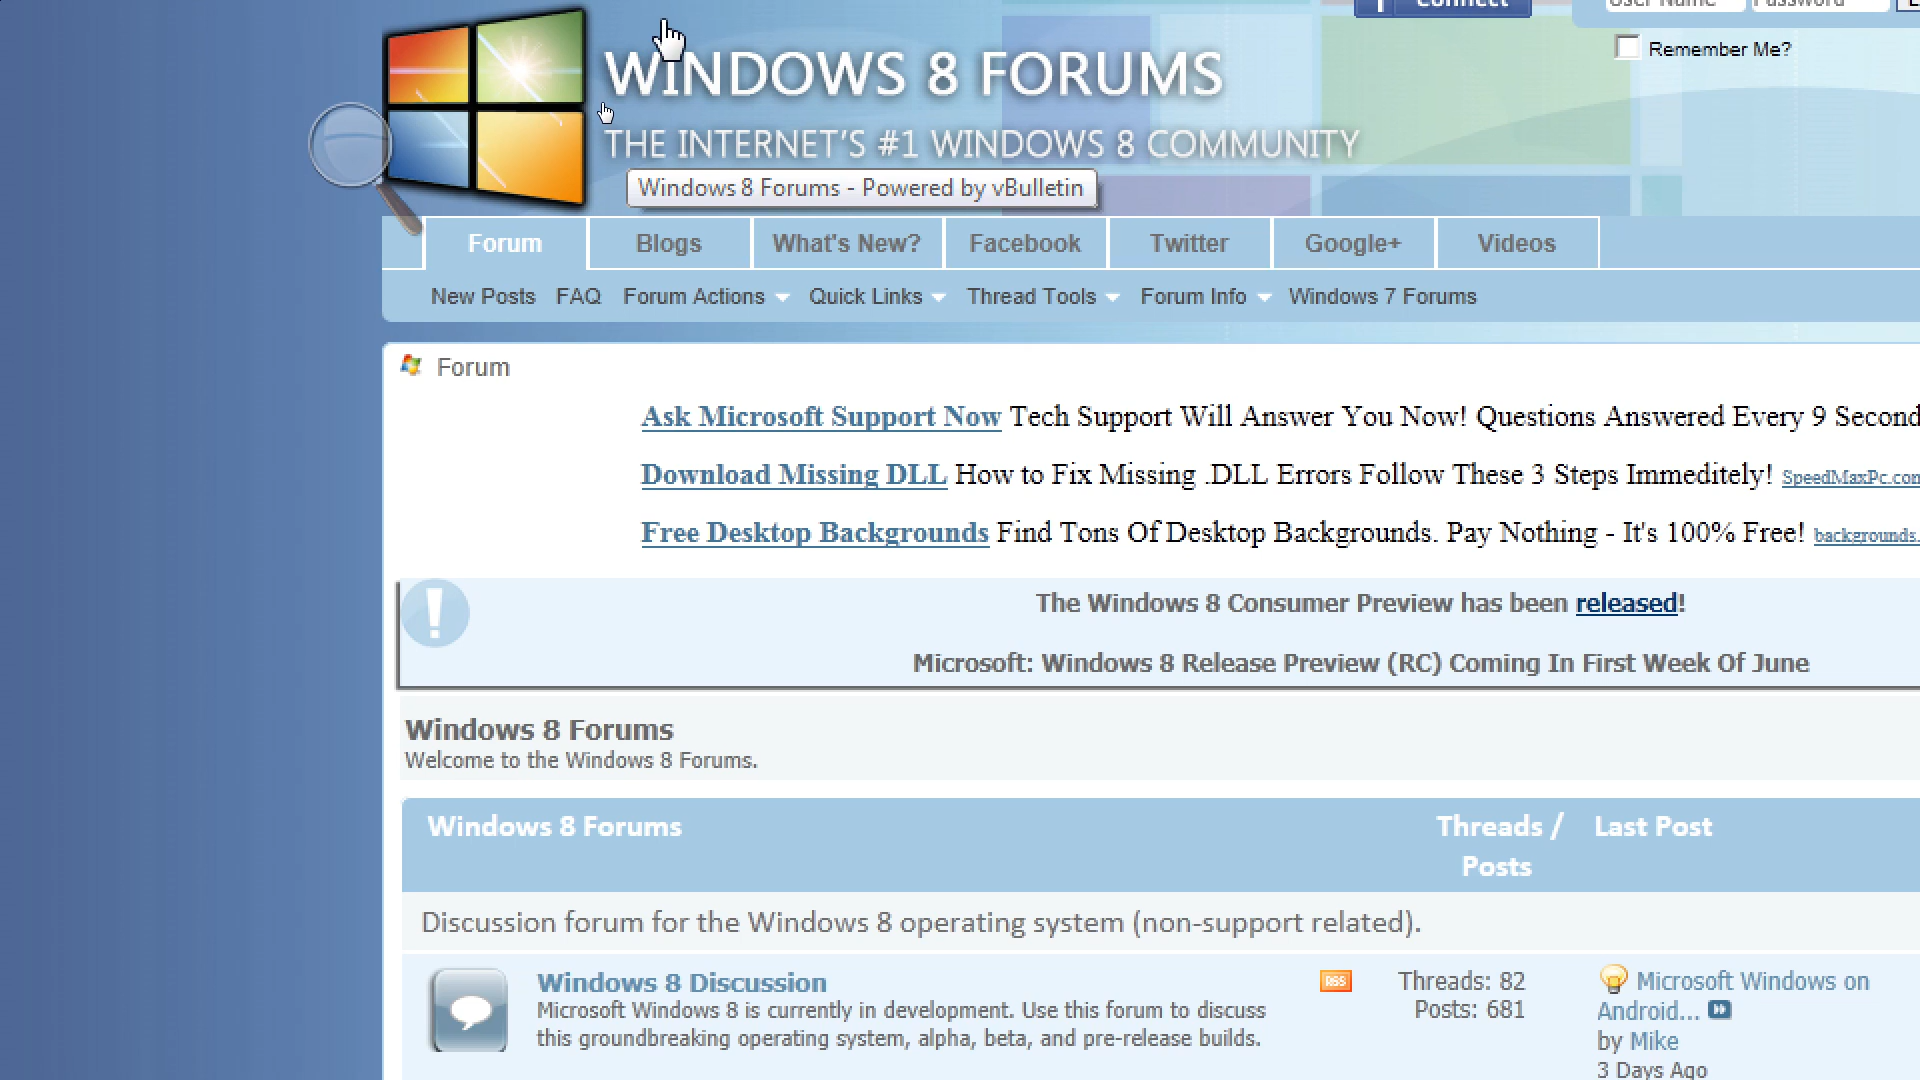 Connect
User Name Password
Remember Me?
WINDOWS 8 FORUMS
THE INTERNET'S #1 WINDOWS 8 COMMUNITY
Windows 8 Forums - Powered by vBulletin
Forum Blogs What's New? Facebook Twitter Google+ Videos
New Posts FAQ Forum Actions Quick Links Thread Tools Forum Info Windows 7 Forums
Forum
Ask Microsoft Support Now Tech Support Will Answer You Now! Questions Answered Every 9 Second
Download Missing DLL How to Fix Missing .DLL Errors Follow These 3 Steps Immeditely! SpeedMaxPc.com
Free Desktop Backgrounds Find Tons Of Desktop Backgrounds. Pay Nothing - It's 100% Free! backgrounds.
The Windows 8 Consumer Preview has been released!
Microsoft: Windows 8 Release Preview (RC) Coming In First Week Of June
Windows 8 Forums
Welcome to the Windows 8 Forums.
Windows 8 Forums Threads / Last Post
Posts
Discussion forum for the Windows 8 operating system (non-support related).
Windows 8 Discussion RSS Threads: 82 Microsoft Windows on
Microsoft Windows 8 is currently in development. Use this forum to discuss Posts: 681 Android...
this groundbreaking operating system, alpha, beta, and pre-release builds. by Mike
3 Days Ago